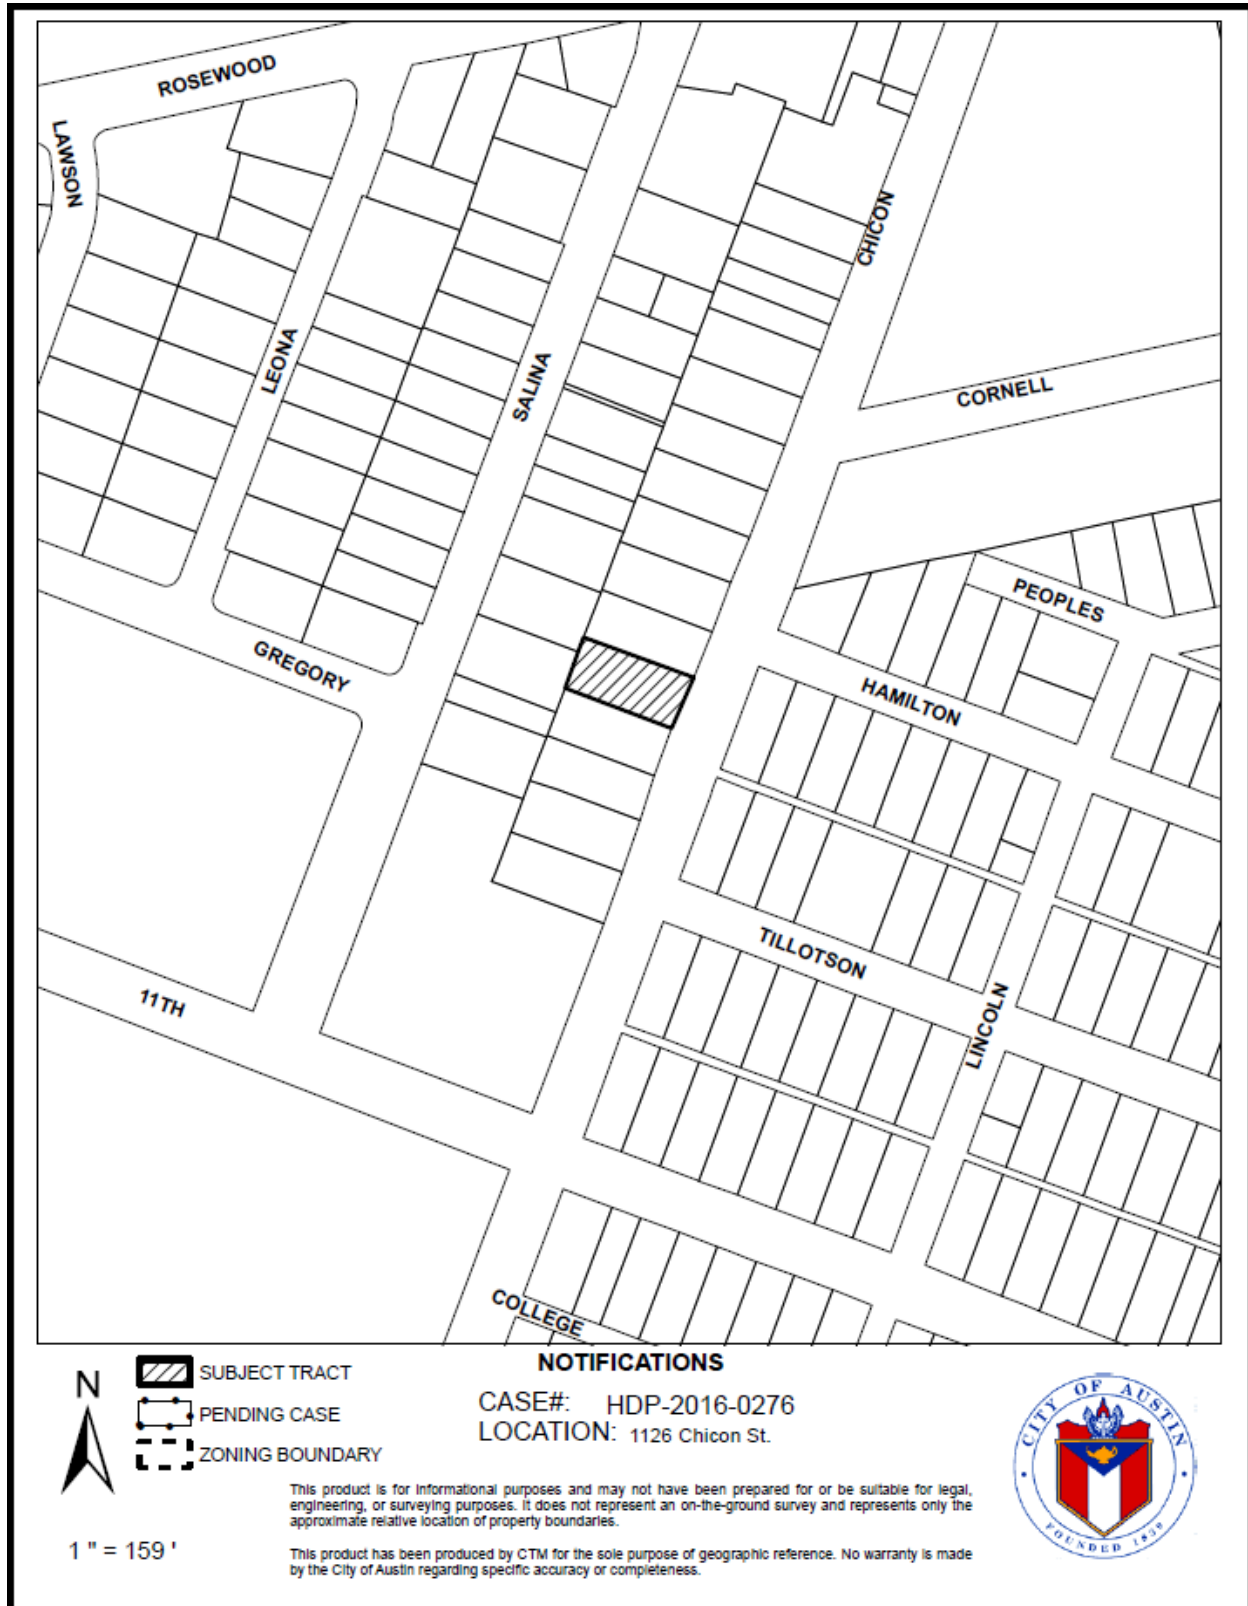 ROSEWOOD
LAWSON
CHICON
LEONA
SALINA
CORNELL
PEOPLES
GREGORY
HAMILTON
TILLOTSON
11TH
LINCOLN
COLLEGE
NOTIFICATIONS
N
SUBJECT TRACT
PENDING CASE
ZONING BOUNDARY
CASE#: HDP-2016-0276
LOCATION: 1126 Chicon St.
This product is for informational purposes and may not have been prepared for or be suitable for legal,
engineering, or surveying purposes. It does not represent an on-the-ground survey and represents only the
approximate relative location of property boundaries.
1 " = 159 '
This product has been produced by CTM for the sole purpose of geographic reference. No warranty is made
by the City of Austin regarding specific accuracy or completeness.
CITY OF AUSTIN
FOUNDED 1839